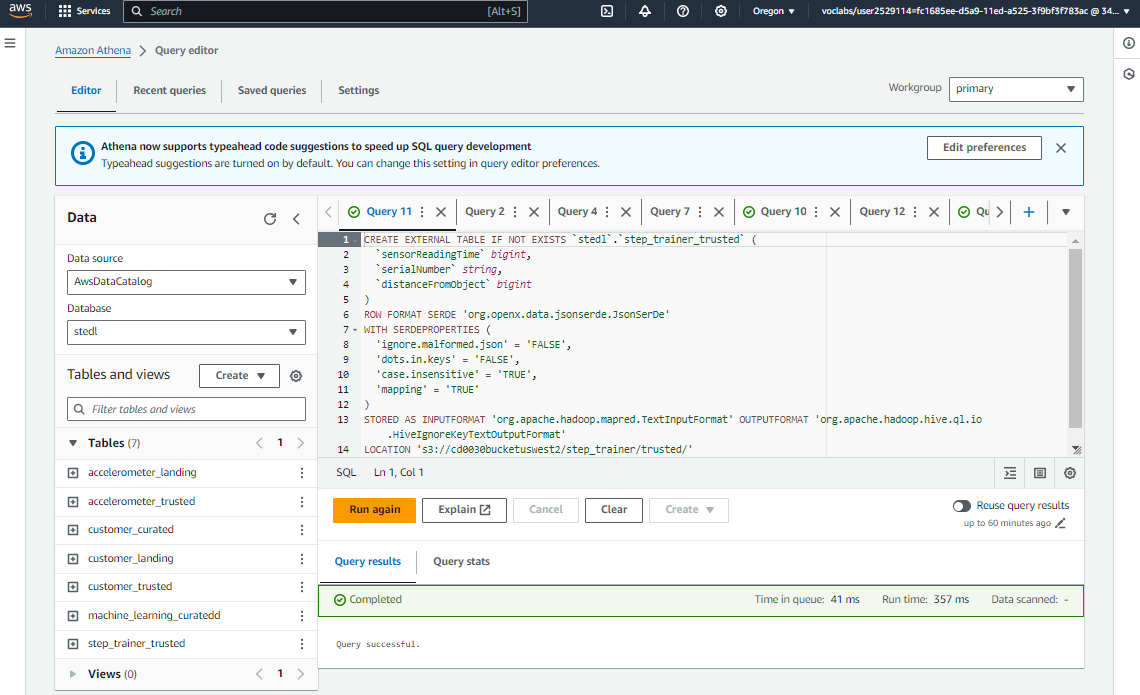 aws Services Search [Alt+S] Oregon voclabs/user2529114=fc1685ee-d5a9-11ed-a525-3f9bf3f783ac @ 34...
Amazon Athena Query editor
Editor Recent queries Saved queries Settings Workgroup primary
Athena now supports typeahead code suggestions to speed up SQL query development
Typeahead suggestions are turned on by default. You can change this setting in query editor preferences.
Edit preferences
Data
Data source
AwsDataCatalog
Database
stedl
Tables and views Create
Filter tables and views
Tables (7) 1
accelerometer_landing
accelerometer_trusted
customer_curated
customer_landing
customer_trusted
machine_learning_curatedd
step_trainer_trusted
Views (0) 1
Query 11 Query 2 Query 4 Query 7 Query 10 Query 12 Qu
1 CREATE EXTERNAL TABLE IF NOT EXISTS `stedl`.`step_trainer_trusted` (
2 `sensorReadingTime` bigint,
3 `serialNumber` string,
4 `distanceFromObject` bigint
5 )
6 ROW FORMAT SERDE 'org.openx.data.jsonserde.JsonSerDe'
7 WITH SERDEPROPERTIES (
8 'ignore.malformed.json' = 'FALSE',
9 'dots.in.keys' = 'FALSE',
10 'case.insensitive' = 'TRUE',
11 'mapping' = 'TRUE'
12 )
13 STORED AS INPUTFORMAT 'org.apache.hadoop.mapred.TextInputFormat' OUTPUTFORMAT 'org.apache.hadoop.hive.ql.io
.HiveIgnoreKeyTextOutputFormat'
14 LOCATION 's3://cd0030bucketuswest2/step_trainer/trusted/'
SQL Ln 1, Col 1
Run again Explain Cancel Clear Create Reuse query results
up to 60 minutes ago
Query results Query stats
Completed Time in queue: 41 ms Run time: 357 ms Data scanned: -
Query successful.